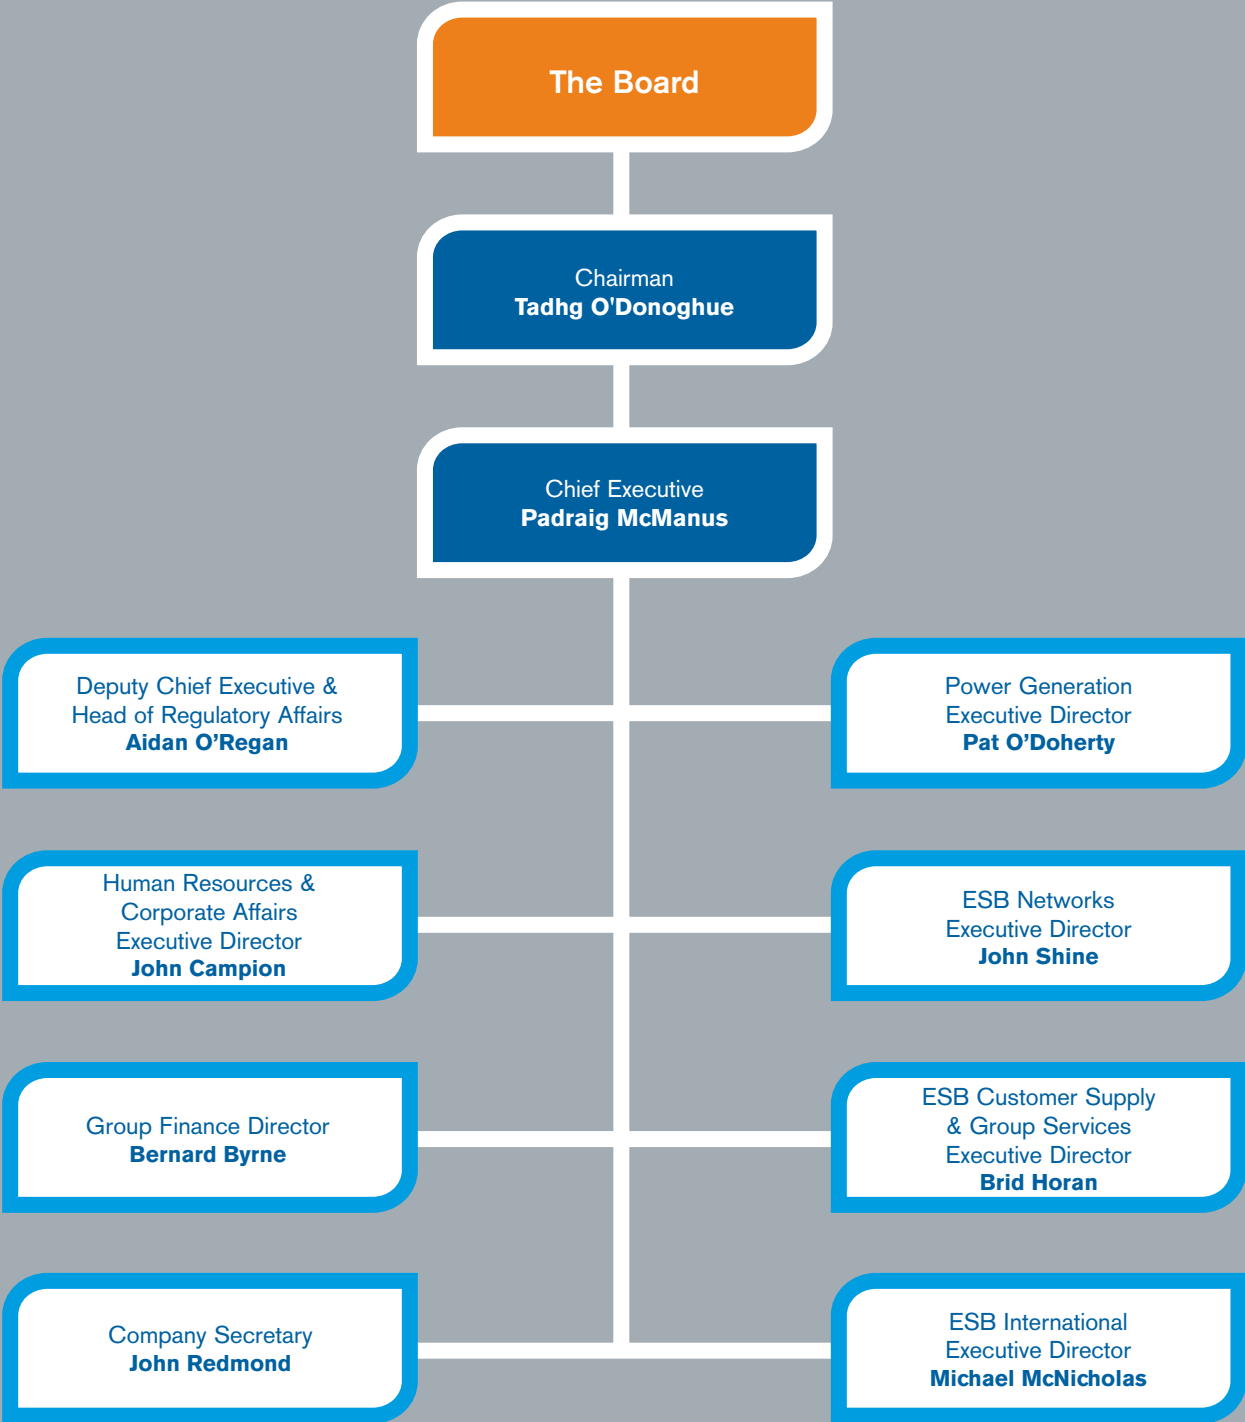 The Board
Chairman
Tadhg O'Donoghue
Chief Executive
Padraig McManus
Deputy Chief Executive &
Head of Regulatory Affairs
Aidan O’Regan
Power Generation
Executive Director
Pat O’Doherty
Human Resources &
Corporate Affairs
Executive Director
John Campion
ESB Networks
Executive Director
John Shine
Group Finance Director
Bernard Byrne
ESB Customer Supply
& Group Services
Executive Director
Brid Horan
Company Secretary
John Redmond
ESB International
Executive Director
Michael McNicholas